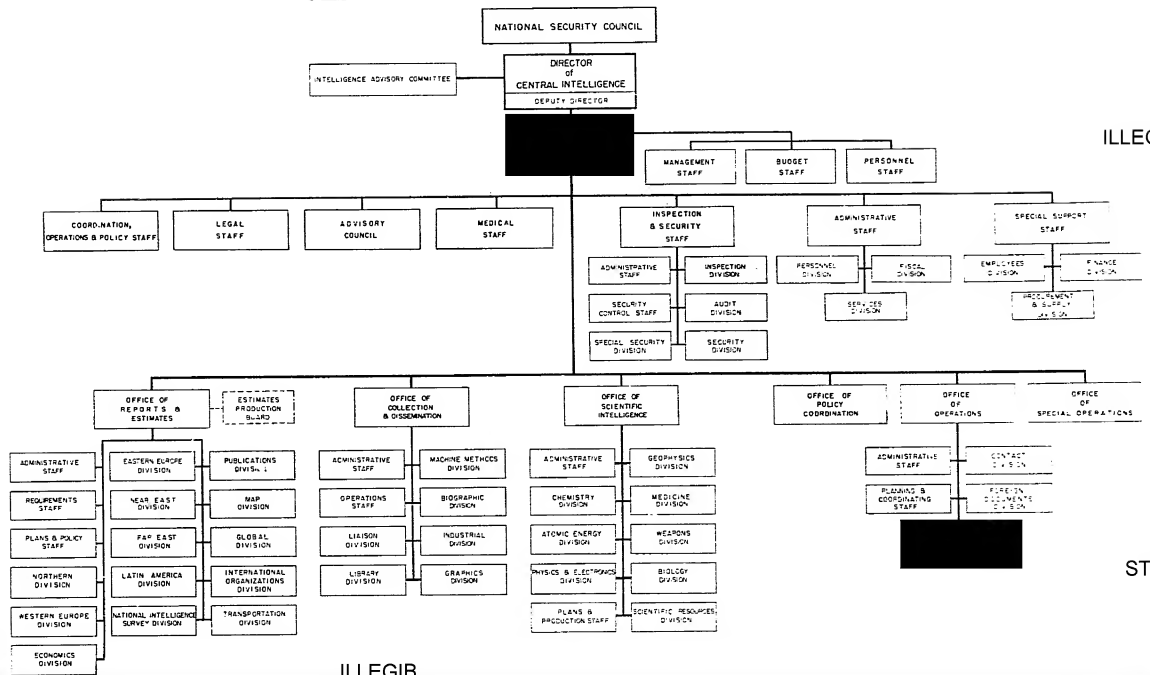 NATIONAL SECURITY COUNCIL
DIRECTOR
of
CENTRAL INTELLIGENCE
DEPUTY DIRECTOR
INTELLIGENCE ADVISORY COMMITTEE
ILLEG
MANAGEMENT
STAFF
BUDGET
STAFF
PERSONNEL
STAFF
COORDINATION,
OPERATIONS & POLICY STAFF
LEGAL
STAFF
ADVISORY
COUNCIL
MEDICAL
STAFF
INSPECTION
& SECURITY
STAFF
ADMINISTRATIVE
STAFF
SPECIAL SUPPORT
STAFF
ADMINISTRATIVE
STAFF
INSPECTION
DIVISION
SECURITY
CONTROL STAFF
AUDIT
DIVISION
SPECIAL SECURITY
DIVISION
SECURITY
DIVISION
PERSONNEL
DIVISION
FISCAL
DIVISION
SERVICES
DIVISION
EMPLOYEES
DIVISION
FINANCE
DIVISION
PROCUREMENT
& SUPPLY
DIVISION
OFFICE OF
REPORTS &
ESTIMATES
ESTIMATES
PRODUCTION
BOARD
OFFICE OF
COLLECTION
& DISSEMINATION
OFFICE OF
SCIENTIFIC
INTELLIGENCE
OFFICE OF
POLICY
COORDINATION
OFFICE
OF
OPERATIONS
OFFICE
OF
SPECIAL OPERATIONS
ADMINISTRATIVE
STAFF
EASTERN EUROPE
DIVISION
PUBLICATIONS
DIVISION
REQUIREMENTS
STAFF
NEAR EAST
DIVISION
MAP
DIVISION
PLANS & POLICY
STAFF
FAR EAST
DIVISION
GLOBAL
DIVISION
NORTHERN
DIVISION
LATIN AMERICA
DIVISION
INTERNATIONAL
ORGANIZATIONS
DIVISION
WESTERN EUROPE
DIVISION
NATIONAL INTELLIGENCE
SURVEY DIVISION
TRANSPORTATION
DIVISION
ECONOMICS
DIVISION
ADMINISTRATIVE
STAFF
MACHINE METHODS
DIVISION
OPERATIONS
STAFF
BIOGRAPHIC
DIVISION
LIAISON
DIVISION
INDUSTRIAL
DIVISION
LIBRARY
DIVISION
GRAPHICS
DIVISION
ADMINISTRATIVE
STAFF
GEOPHYSICS
DIVISION
CHEMISTRY
DIVISION
MEDICINE
DIVISION
ATOMIC ENERGY
DIVISION
WEAPONS
DIVISION
PHYSICS & ELECTRONICS
DIVISION
BIOLOGY
DIVISION
PLANS &
PRODUCTION STAFF
SCIENTIFIC RESOURCES
DIVISION
ADMINISTRATIVE
STAFF
CONTACT
DIVISION
PLANNING &
COORDINATING
STAFF
FOREIGN
DOCUMENTS
DIVISION
ST
ILLEGIB